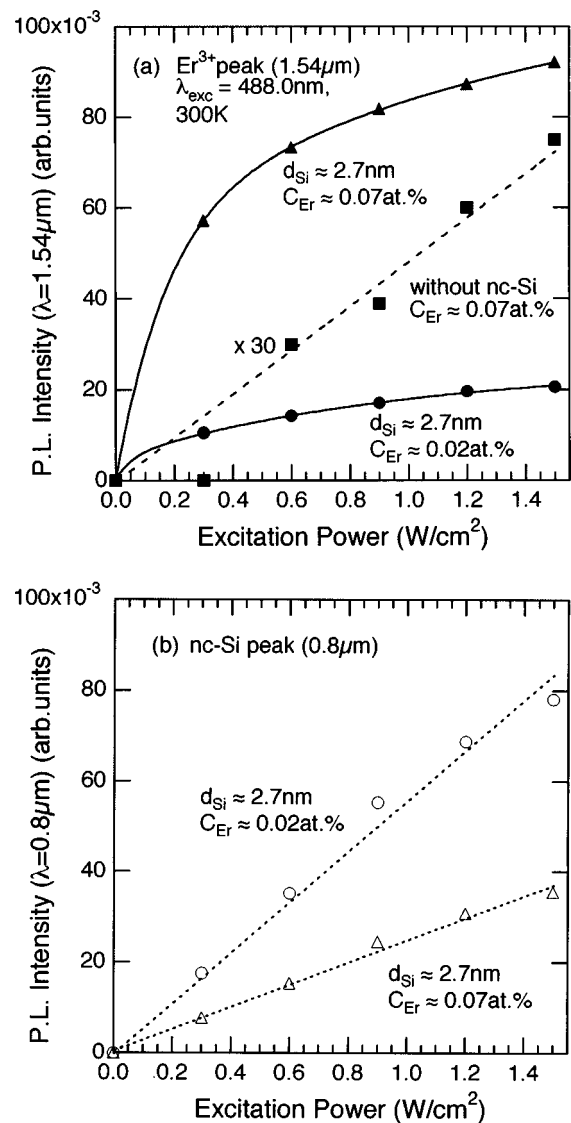 100x10⁻³
(a) Er³⁺peak (1.54µm)
λexc = 488.0nm,
300K
80
dSi ≈ 2.7nm
CEr ≈ 0.07at.%
60
without nc-Si
CEr ≈ 0.07at.%
40
x 30
20
dSi ≈ 2.7nm
CEr ≈ 0.02at.%
0
0.0 0.2 0.4 0.6 0.8 1.0 1.2 1.4
Excitation Power (W/cm²)
P.L. Intensity (λ=1.54µm) (arb.units)
100x10⁻³
(b) nc-Si peak (0.8µm)
80
dSi ≈ 2.7nm
CEr ≈ 0.02at.%
60
40
20
dSi ≈ 2.7nm
CEr ≈ 0.07at.%
0
0.0 0.2 0.4 0.6 0.8 1.0 1.2 1.4
Excitation Power (W/cm²)
P.L. Intensity (λ=0.8µm) (arb.units)